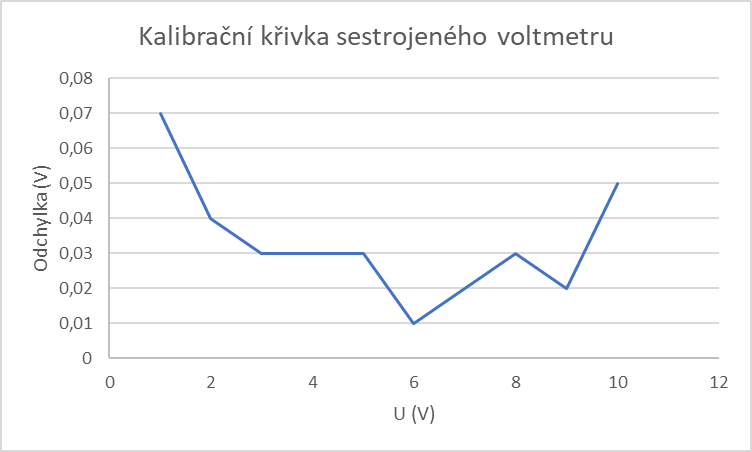 Kalibrační křivka sestrojeného voltmetru
0,08
0,07
0,06
0,05
0,04
0,03
0,02
0,01
0
Odchylka (V)
0 2 4 6 8 10 12
U (V)